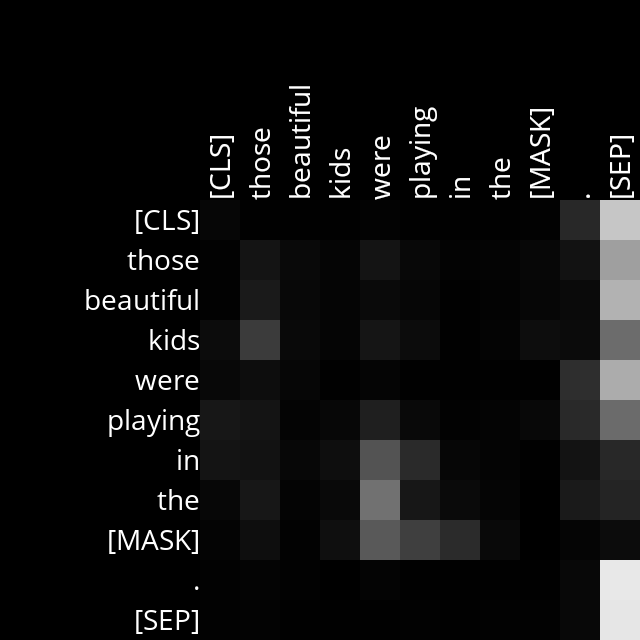 [CLS] those beautiful kids were playing in the [MASK] . [SEP]
[CLS]
those
beautiful
kids
were
playing
in
the
[MASK]
.
[SEP]